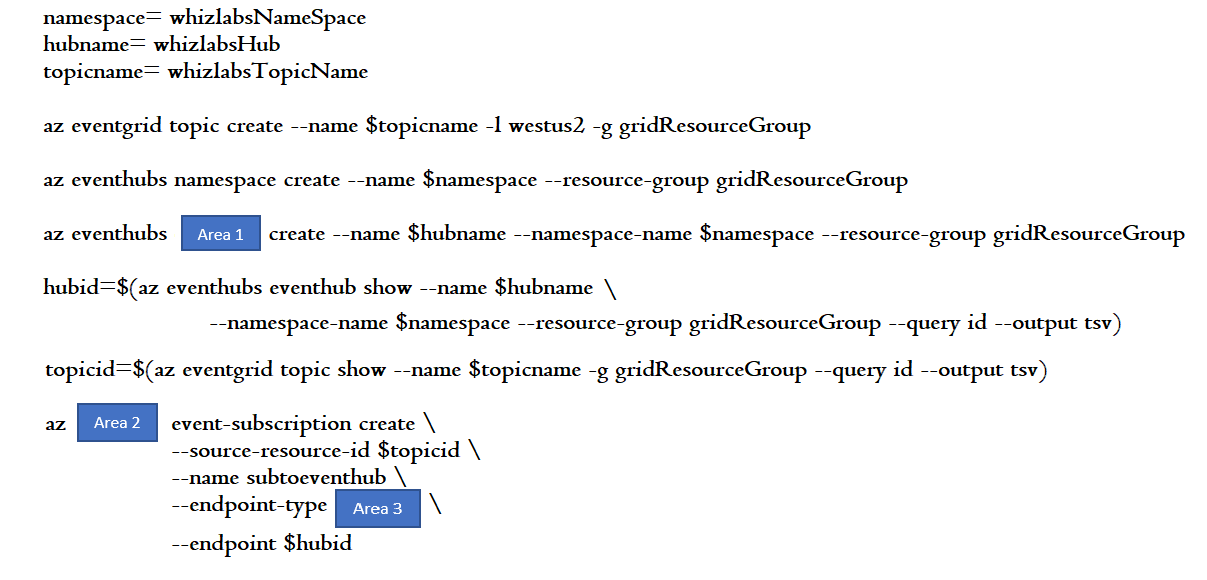 namespace= whizlabsNameSpace
hubname= whizlabsHub
topicname= whizlabsTopicName
az eventgrid topic create --name $topicname -l westus2 -g gridResourceGroup
az eventhubs namespace create --name $namespace --resource-group gridResourceGroup
az eventhubs Area 1 create --name $hubname --namespace-name $namespace --resource-group gridResourceGroup
hubid=$(az eventhubs eventhub show --name $hubname \
--namespace-name $namespace --resource-group gridResourceGroup --query id --output tsv)
topicid=$(az eventgrid topic show --name $topicname -g gridResourceGroup --query id --output tsv)
az Area 2 event-subscription create \
--source-resource-id $topicid \
--name subtoeventhub \
--endpoint-type Area 3 \
--endpoint $hubid